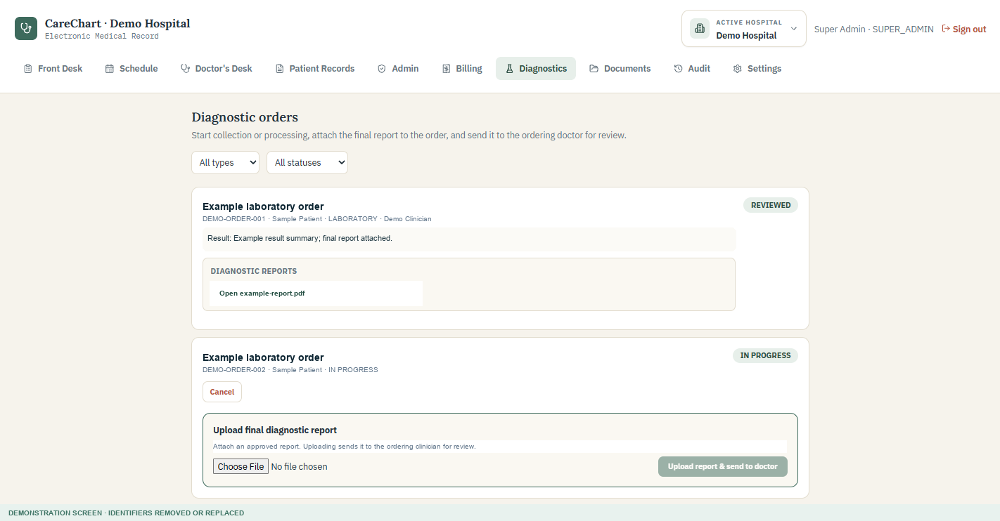 CareChart · Demo Hospital
Electronic Medical Record
ACTIVE HOSPITAL
Demo Hospital
Super Admin · SUPER_ADMIN
Sign out
Front Desk
Schedule
Doctor's Desk
Patient Records
Admin
Billing
Diagnostics
Documents
Audit
Settings
Diagnostic orders
Start collection or processing, attach the final report to the order, and send it to the ordering doctor for review.
All types
All statuses
Example laboratory order
REVIEWED
DEMO-ORDER-001 · Sample Patient · LABORATORY · Demo Clinician
Result: Example result summary; final report attached.
DIAGNOSTIC REPORTS
Open example-report.pdf
Example laboratory order
IN PROGRESS
DEMO-ORDER-002 · Sample Patient · IN PROGRESS
Cancel
Upload final diagnostic report
Attach an approved report. Uploading sends it to the ordering clinician for review.
Choose File No file chosen
Upload report & send to doctor
DEMONSTRATION SCREEN · IDENTIFIERS REMOVED OR REPLACED